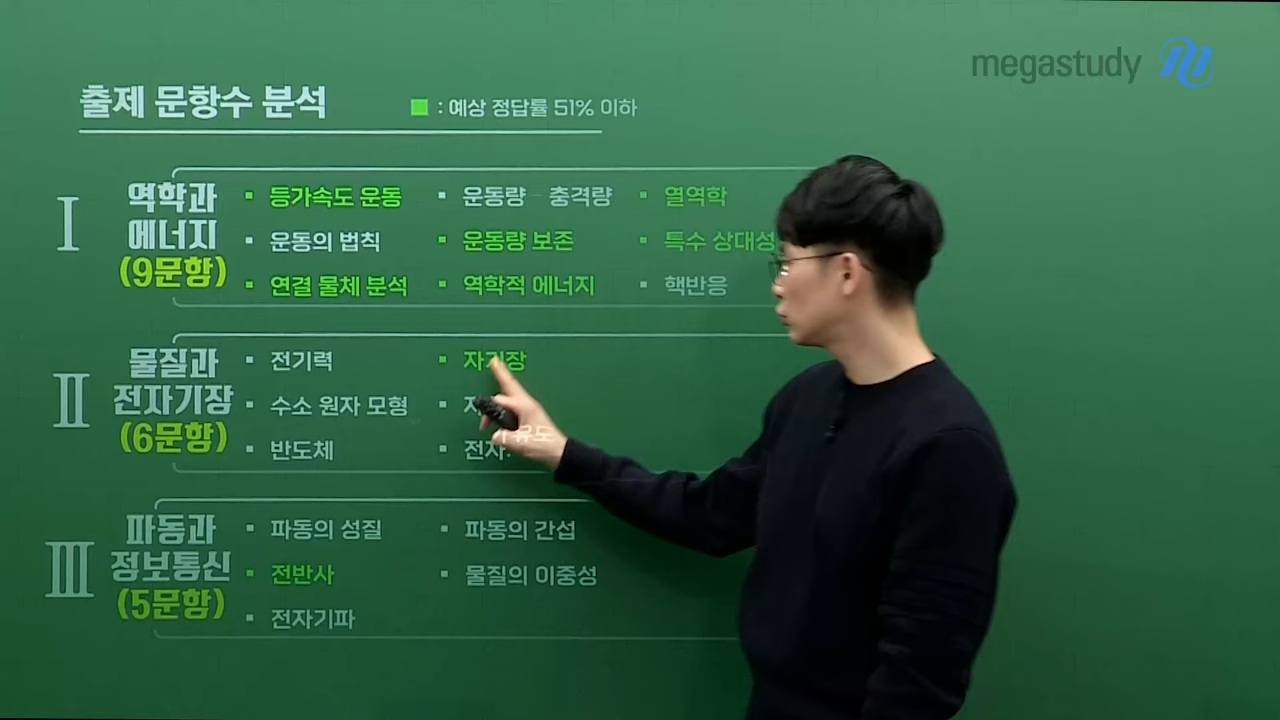 megastudy
출제 문항수 분석
: 예상 정답률 51% 이하
Ⅰ 역학과 에너지 (9문항)
등가속도 운동 운동량 - 충격량 열역학
운동의 법칙 운동량 보존 특수 상대성
연결 물체 분석 역학적 에너지 핵반응
Ⅱ 물질과 전자기장 (6문항)
전기력 자기장
수소 원자 모형
반도체 유도
Ⅲ 파동과 정보통신 (5문항)
파동의 성질 파동의 간섭
전반사 물질의 이중성
전자기파